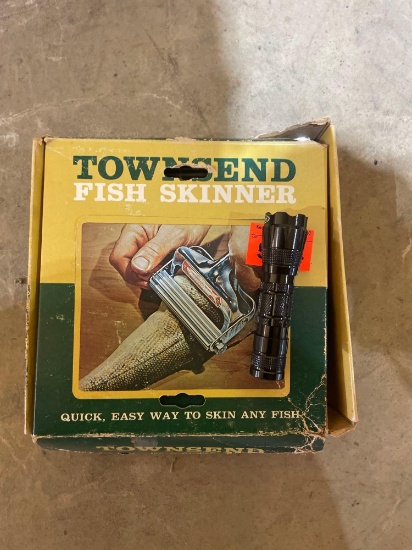 TOWNSEND
FISH SKINNER
QUICK, EASY WAY TO SKIN ANY FISH
TOWNSEND